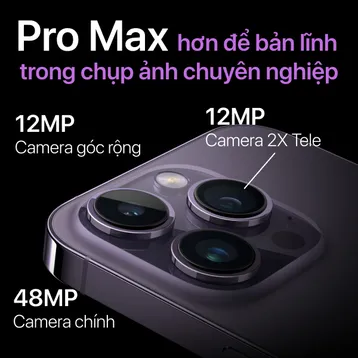 Pro Max hơn để bản lĩnh
trong chụp ảnh chuyên nghiệp
12MP
Camera góc rộng
12MP
Camera 2X Tele
48MP
Camera chính